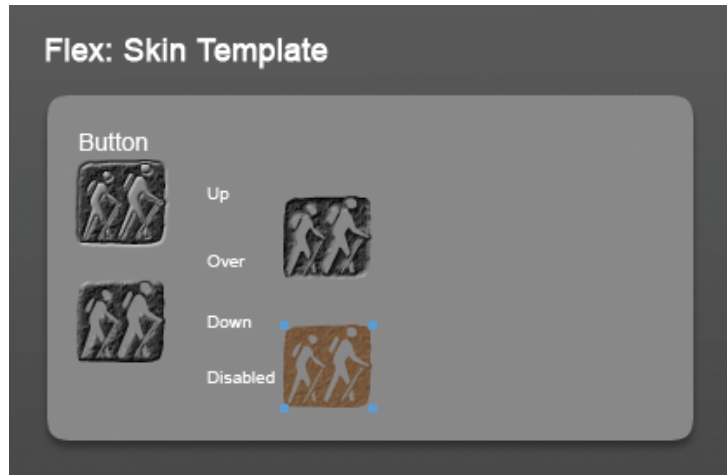 Flex: Skin Template
Button
Up
Over
Down
Disabled